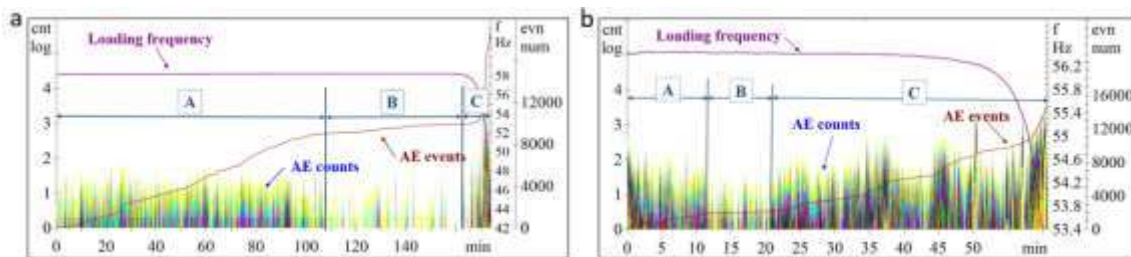 a
cnt
log
Loading frequency
f
Hz
evn
num
4
3
2
1
0
A
B
C
AE events
AE counts
58
56
54
52
50
48
46
44
42
12000
8000
4000
0
0 20 40 60 80 100 120 140 min
b
cnt
log
Loading frequency
f
Hz
evn
num
4
3
2
1
0
A
B
C
AE counts
AE events
56.2
55.8
55.4
55
54.6
54.2
53.8
53.4
16000
12000
8000
4000
0
0 5 10 15 20 25 30 35 40 45 50 min